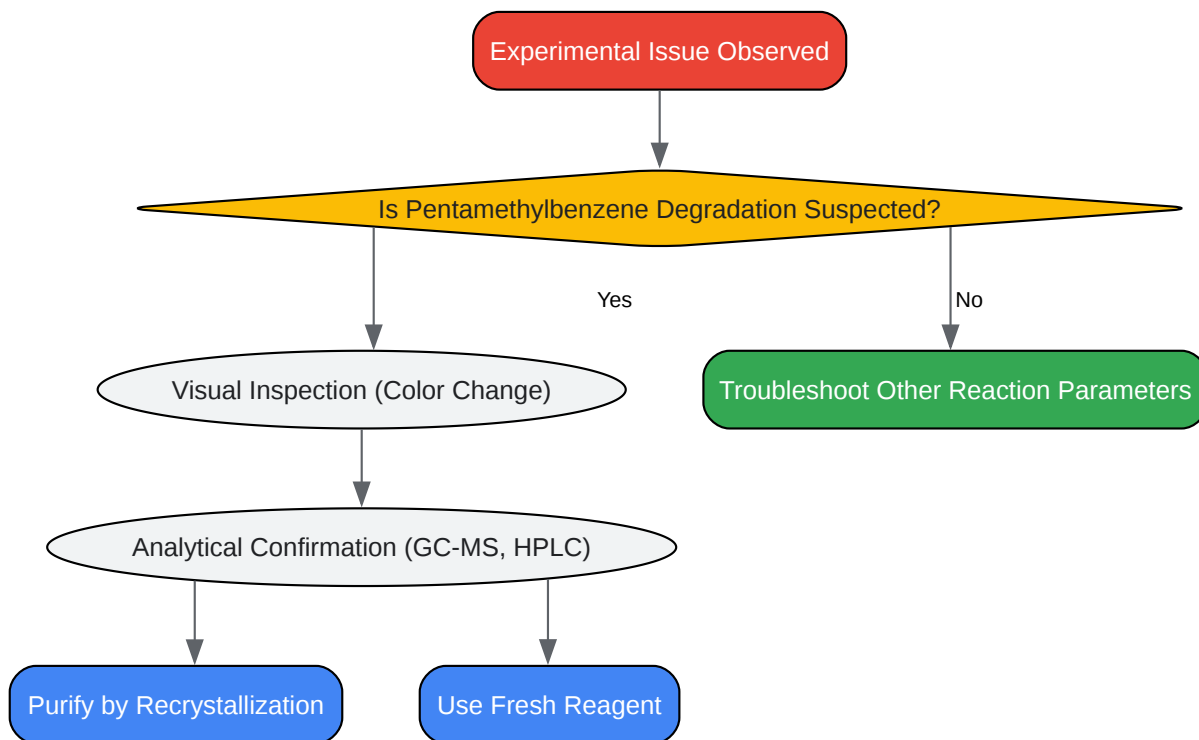 Experimental Issue Observed
Is Pentamethylbenzene Degradation Suspected?
Yes
No
Visual Inspection (Color Change)
Troubleshoot Other Reaction Parameters
Analytical Confirmation (GC-MS, HPLC)
Purify by Recrystallization
Use Fresh Reagent